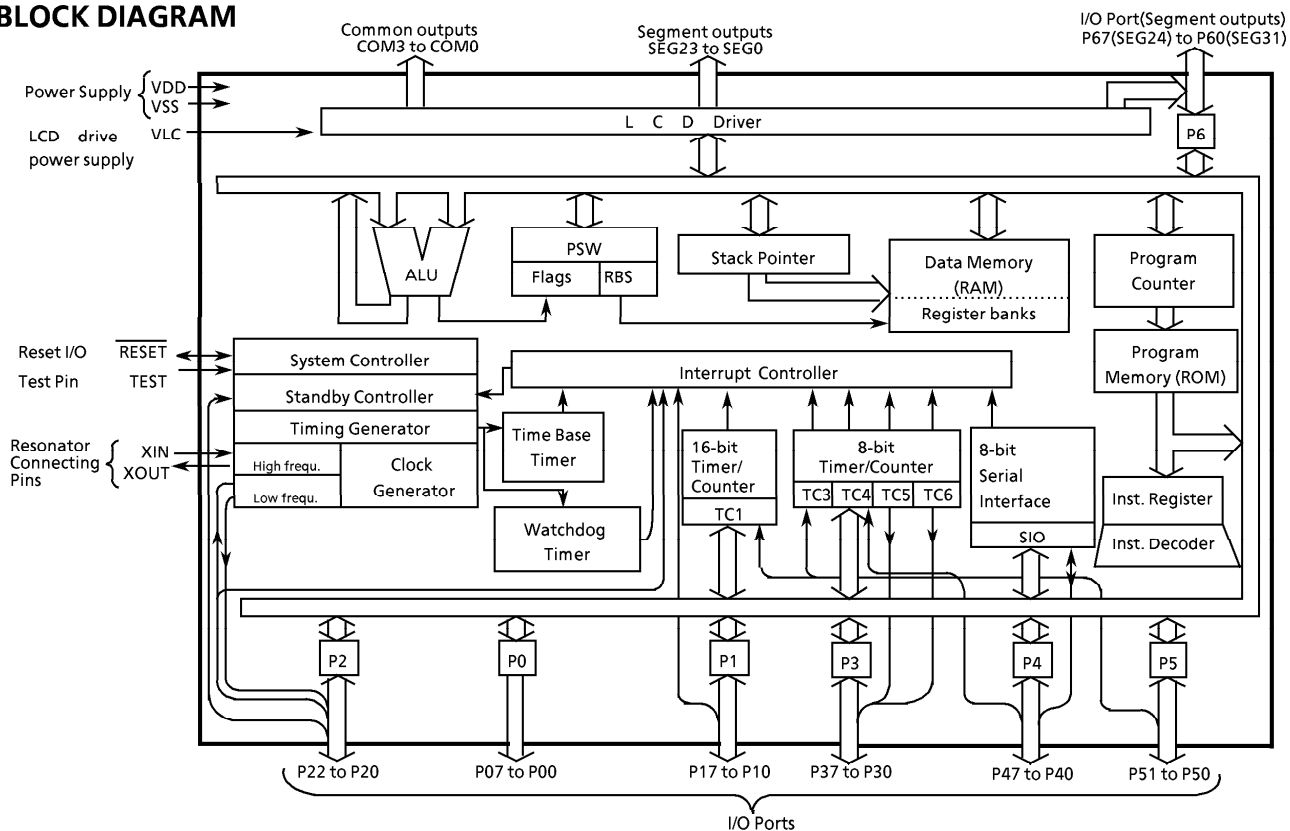 BLOCK DIAGRAM
Common outputs
COM3 to COM0
Segment outputs
SEG23 to SEG0
I/O Port(Segment outputs)
P67(SEG24) to P60(SEG31)
Power Supply
VDD
VSS
LCD drive
power supply
VLC
L C D Driver
P6
ALU
PSW
Flags
RBS
Stack Pointer
Data Memory
(RAM)
Register banks
Program
Counter
Program
Memory (ROM)
Inst. Register
Inst. Decoder
Reset I/O
RESET
Test Pin
TEST
System Controller
Standby Controller
Timing Generator
High frequ.
Low frequ.
Clock
Generator
Resonator
Connecting
Pins
XIN
XOUT
Interrupt Controller
Time Base
Timer
Watchdog
Timer
16-bit
Timer/
Counter
TC1
8-bit
Timer/Counter
TC3
TC4
TC5
TC6
8-bit
Serial
Interface
SIO
P2
P0
P1
P3
P4
P5
P22 to P20
P07 to P00
P17 to P10
P37 to P30
P47 to P40
P51 to P50
I/O Ports